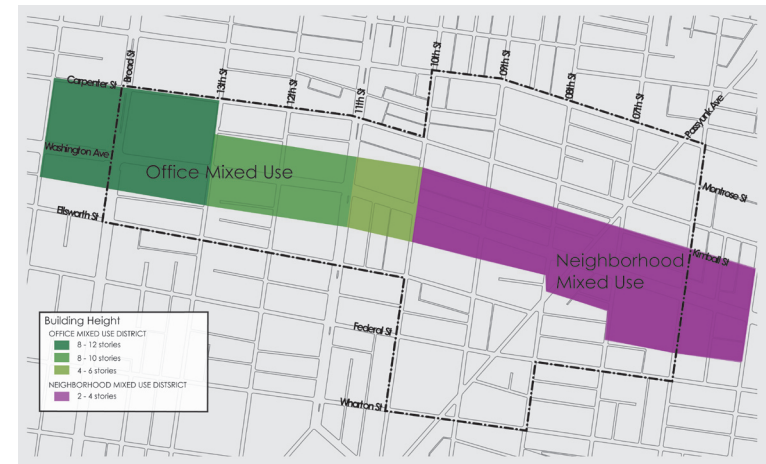 Carpenter St
Broad St
13th St
12th St
11th St
10th St
09th St
08th St
07th St
Passyunk Ave
Washington Ave
Office Mixed Use
Montrose St
Ellsworth St
Kimball St
Neighborhood
Mixed Use
Federal St
Wharton St
Building Height
OFFICE MIXED USE DISTRICT
8 - 12 stories
8 - 10 stories
4 - 6 stories
NEIGHBORHOOD MIXED USE DISTSRICT
2 - 4 stories